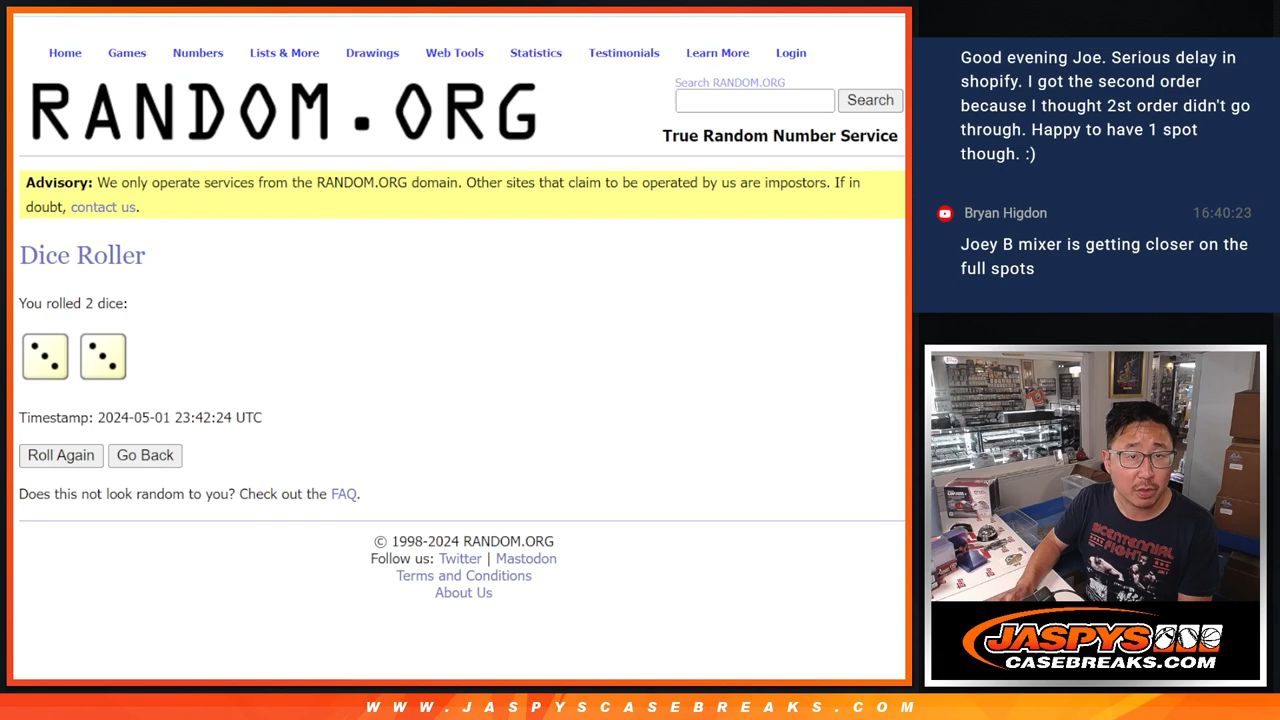 Home Games Numbers Lists & More Drawings Web Tools Statistics Testimonials Learn More Login
RANDOM.ORG
Search RANDOM.ORG
Search
True Random Number Service
Advisory: We only operate services from the RANDOM.ORG domain. Other sites that claim to be operated by us are impostors. If in
doubt, contact us.
Dice Roller
You rolled 2 dice:
Timestamp: 2024-05-01 23:42:24 UTC
Roll Again Go Back
Does this not look random to you? Check out the FAQ.
© 1998-2024 RANDOM.ORG
Follow us: Twitter | Mastodon
Terms and Conditions
About Us
Good evening Joe. Serious delay in
shopify. I got the second order
because I thought 2st order didn't go
through. Happy to have 1 spot
though. :)
Bryan Higdon 16:40:23
Joey B mixer is getting closer on the
full spots
BICENTENNIAL
FIGHT
JASPYS
CASEBREAKS.COM
WWW.JASPYSCASEBREAKS.COM